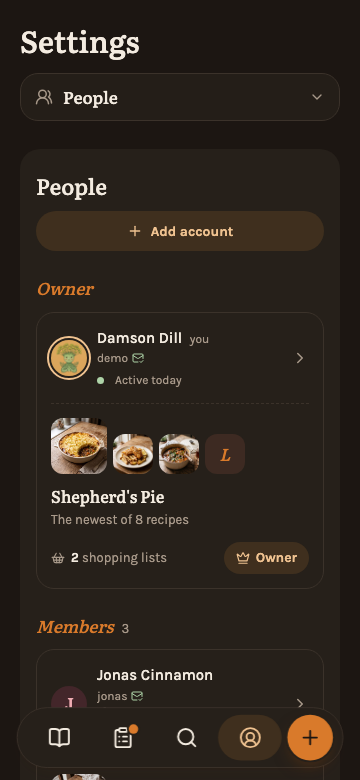 Settings
People
People
+ Add account
Owner
Damson Dill you
demo
Active today
L
Shepherd's Pie
The newest of 8 recipes
2 shopping lists
Owner
Members 3
Jonas Cinnamon
jonas
J